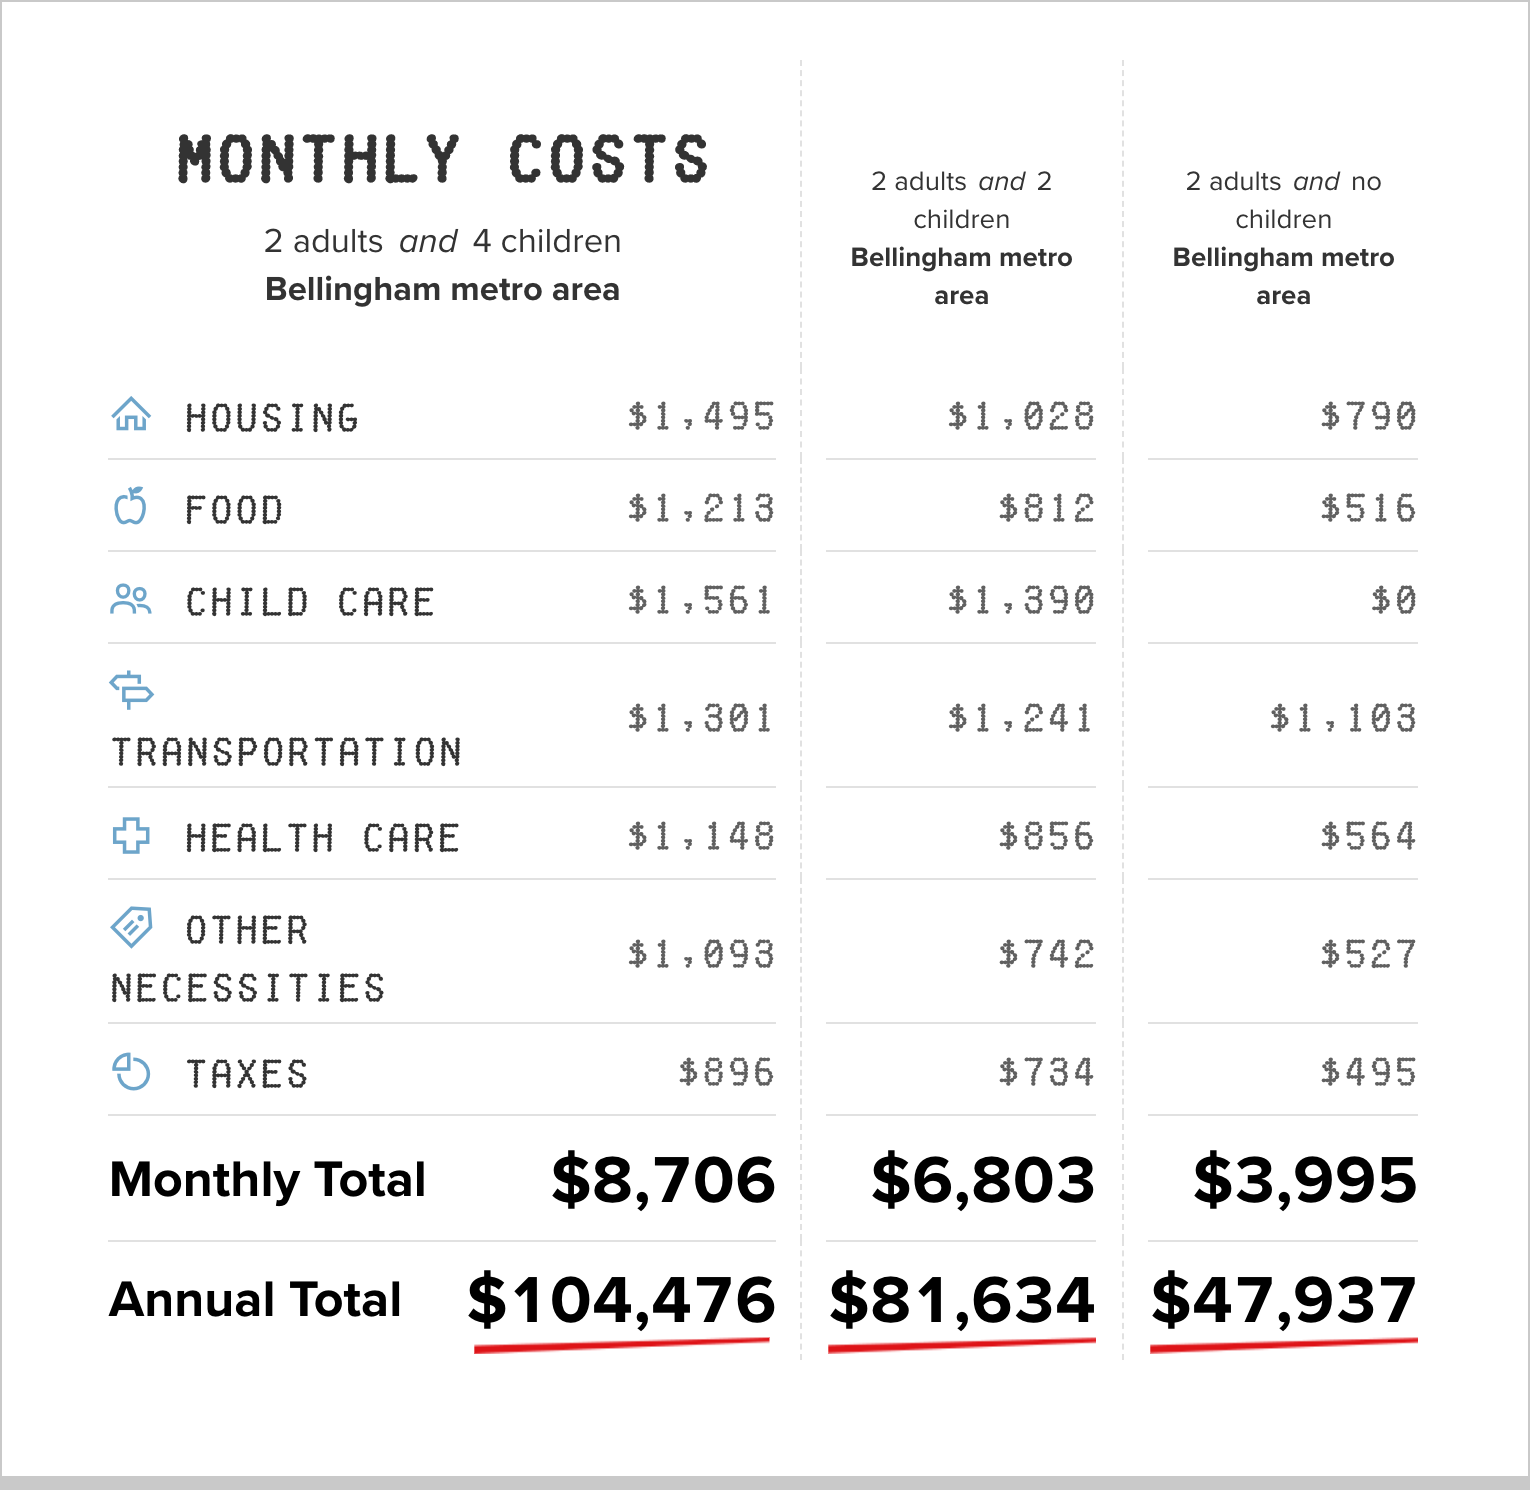 MONTHLY COSTS
2 adults and 4 children
Bellingham metro area
2 adults and 2
children
Bellingham metro
area
2 adults and no
children
Bellingham metro
area
HOUSING $1,495 $1,028 $790
FOOD $1,213 $812 $516
CHILD CARE $1,561 $1,390 $0
TRANSPORTATION $1,301 $1,241 $1,103
HEALTH CARE $1,148 $856 $564
OTHER
NECESSITIES $1,093 $742 $527
TAXES $896 $734 $495
Monthly Total $8,706 $6,803 $3,995
Annual Total $104,476 $81,634 $47,937